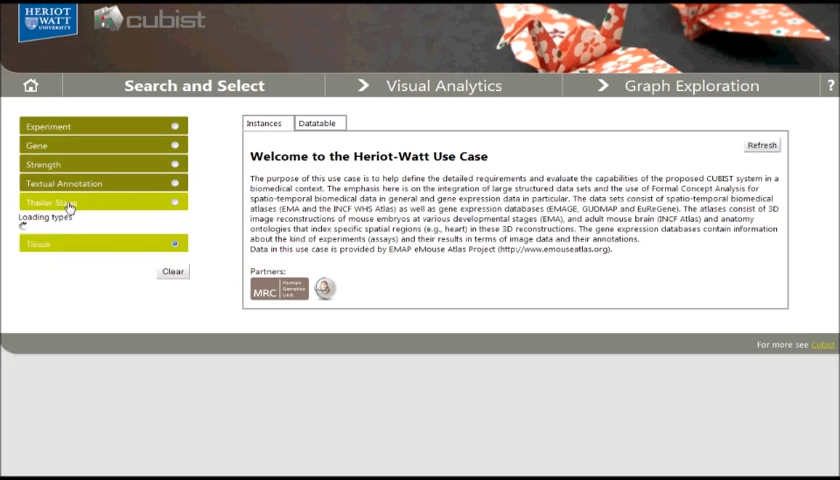 HERIOT
WATT
UNIVERSITY
cubist
Search and Select
Visual Analytics
Graph Exploration
?
Experiment
Gene
Strength
Textual Annotation
Theiler Stage
Loading types
Tissue
Clear
Instances
Datatable
Refresh
Welcome to the Heriot-Watt Use Case
The purpose of this use case is to help define the detailed requirements and evaluate the capabilities of the proposed CUBIST system in a
biomedical context. The emphasis here is on the integration of large structured data sets and the use of Formal Concept Analysis for
spatio-temporal biomedical data in general and gene expression data in particular. The data sets consist of spatio-temporal biomedical
atlases (EMA and the INCF WHS Atlas) as well as gene expression databases (EMAGE, GUDMAP and EuReGene). The atlases consist of 3D
image reconstructions of mouse embryos at various developmental stages (EMA), and adult mouse brain (INCF Atlas) and anatomy
ontologies that index specific spatial regions (e.g., heart) in these 3D reconstructions. The gene expression databases contain information
about the kind of experiments (assays) and their results in terms of image data and their annotations.
Data in this use case is provided by EMAP eMouse Atlas Project (http://www.emouseatlas.org).
Partners:
MRC
Human
Genetics
Unit
For more see Cubist